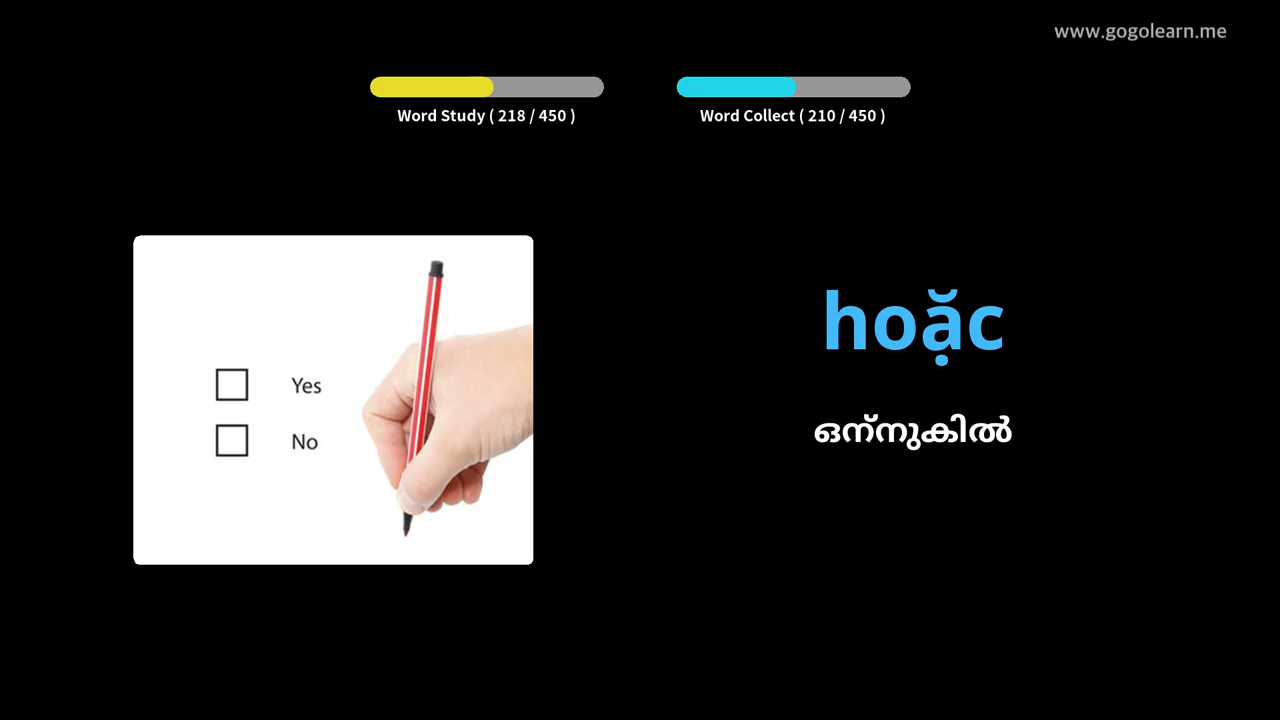 www.gogolearn.me
Word Study ( 218 / 450 )
Word Collect ( 210 / 450 )
Yes
No
hoặc
ഒന്നുകിൽ